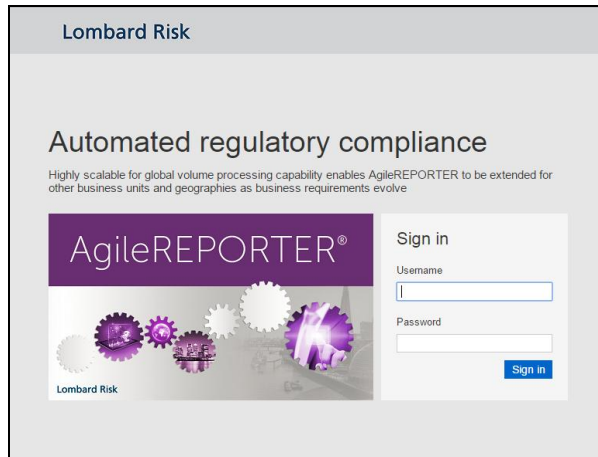 Lombard Risk
Automated regulatory compliance
Highly scalable for global volume processing capability enables AgileREPORTER to be extended for
other business units and geographies as business requirements evolve
AgileREPORTER®
Lombard Risk
Sign in
Username
Password
Sign in